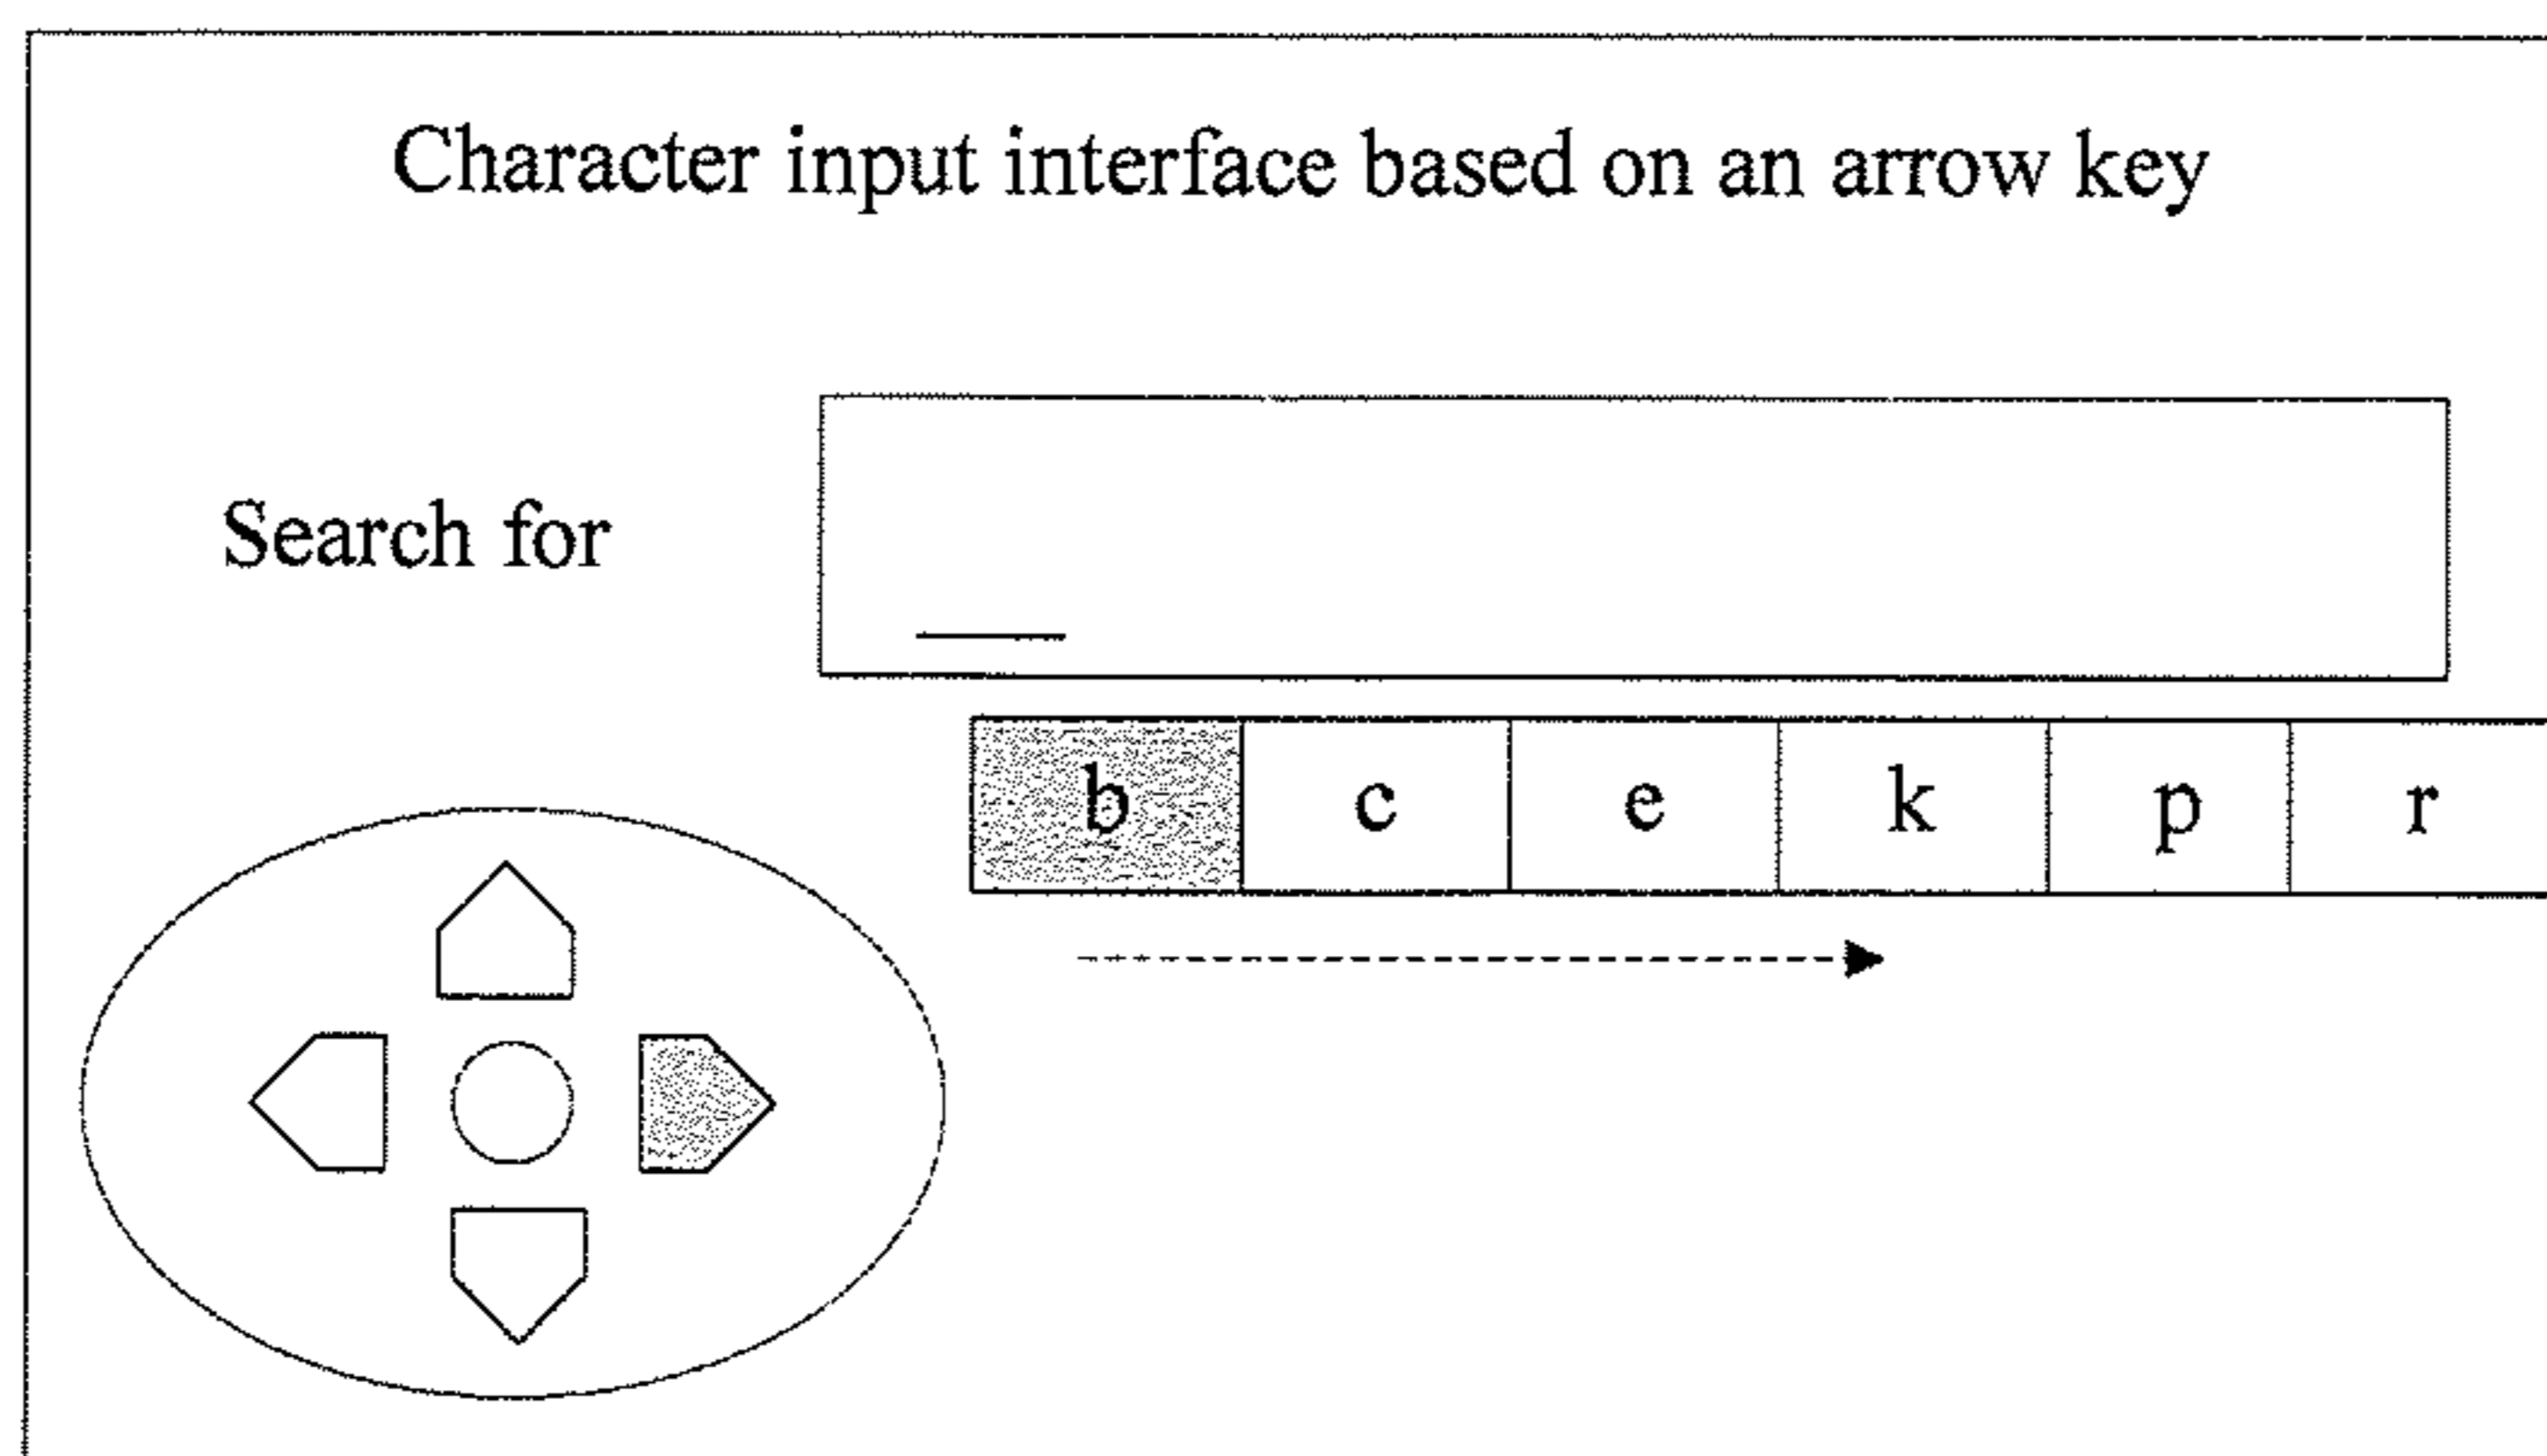 Character input interface based on an arrow key
Search for
b c e k p r